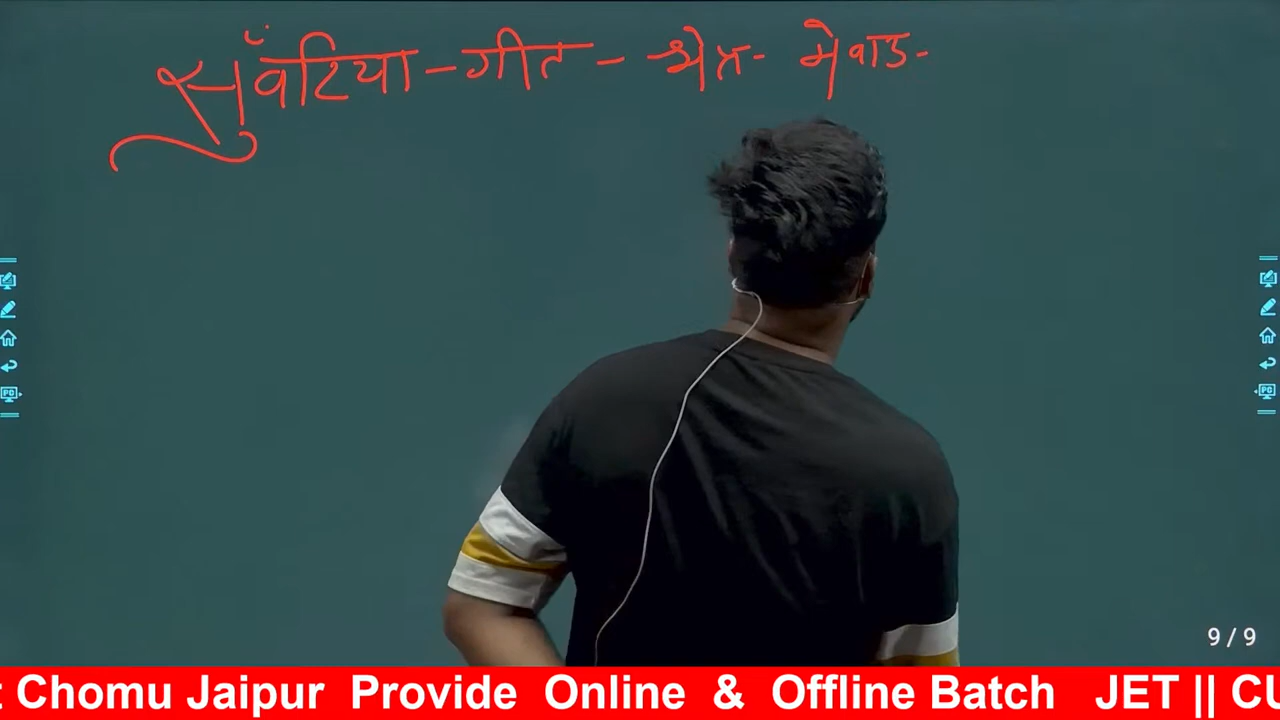 सुंवटिया - गीत - क्षेत्र - मेवाड -
9 / 9
: Chomu Jaipur Provide Online & Offline Batch JET || CU